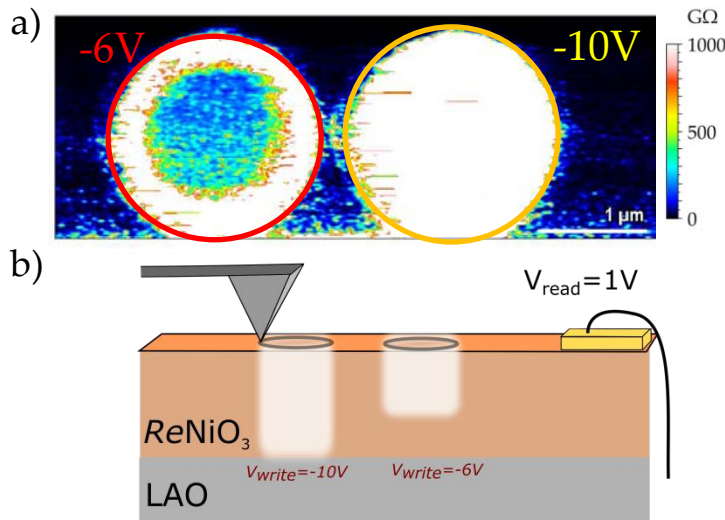 a)
-6V
-10V
GΩ
1000
500
0
1 µm
b)
V_read=1V
ReNiO₃
V_write=-10V
V_write=-6V
LAO